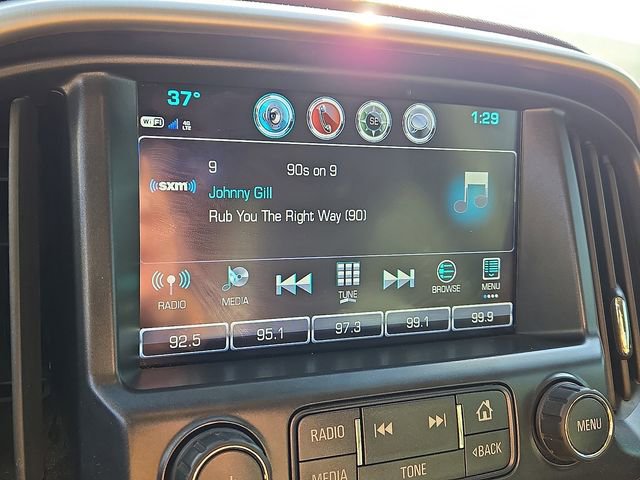 37° 1:29
WiFi 4G LTE SE
9 90s on 9
((sxm))
Johnny Gill
Rub You The Right Way (90)
RADIO MEDIA TUNE BROWSE MENU
92.5 95.1 97.3 99.1 99.9
RADIO MENU
MEDIA TONE BACK